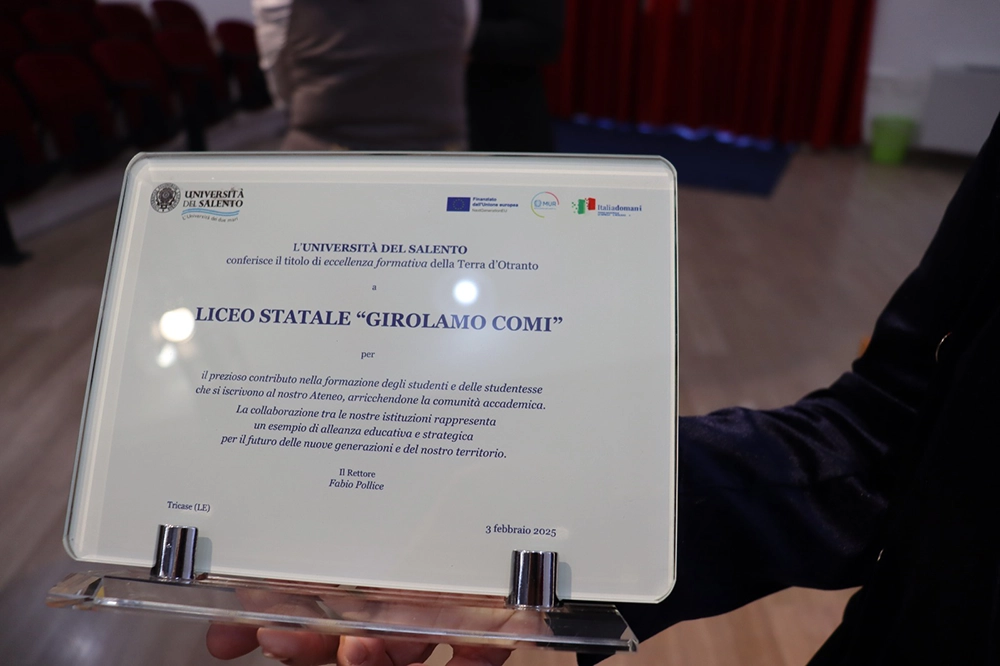 UNIVERSITÀ
DEL SALENTO
Finanziato
dall'Unione europea
MUR
Italiadomani
L'UNIVERSITÀ DEL SALENTO
conferisce il titolo di eccellenza formativa della Terra d'Otranto
a
LICEO STATALE “GIROLAMO COMI”
per
il prezioso contributo nella formazione degli studenti e delle studentesse
che si iscrivono al nostro Ateneo, arricchendone la comunità accademica.
La collaborazione tra le nostre istituzioni rappresenta
un esempio di alleanza educativa e strategica
per il futuro delle nuove generazioni e del nostro territorio.
Il Rettore
Fabio Pollice
Tricase (LE)
3 febbraio 2025